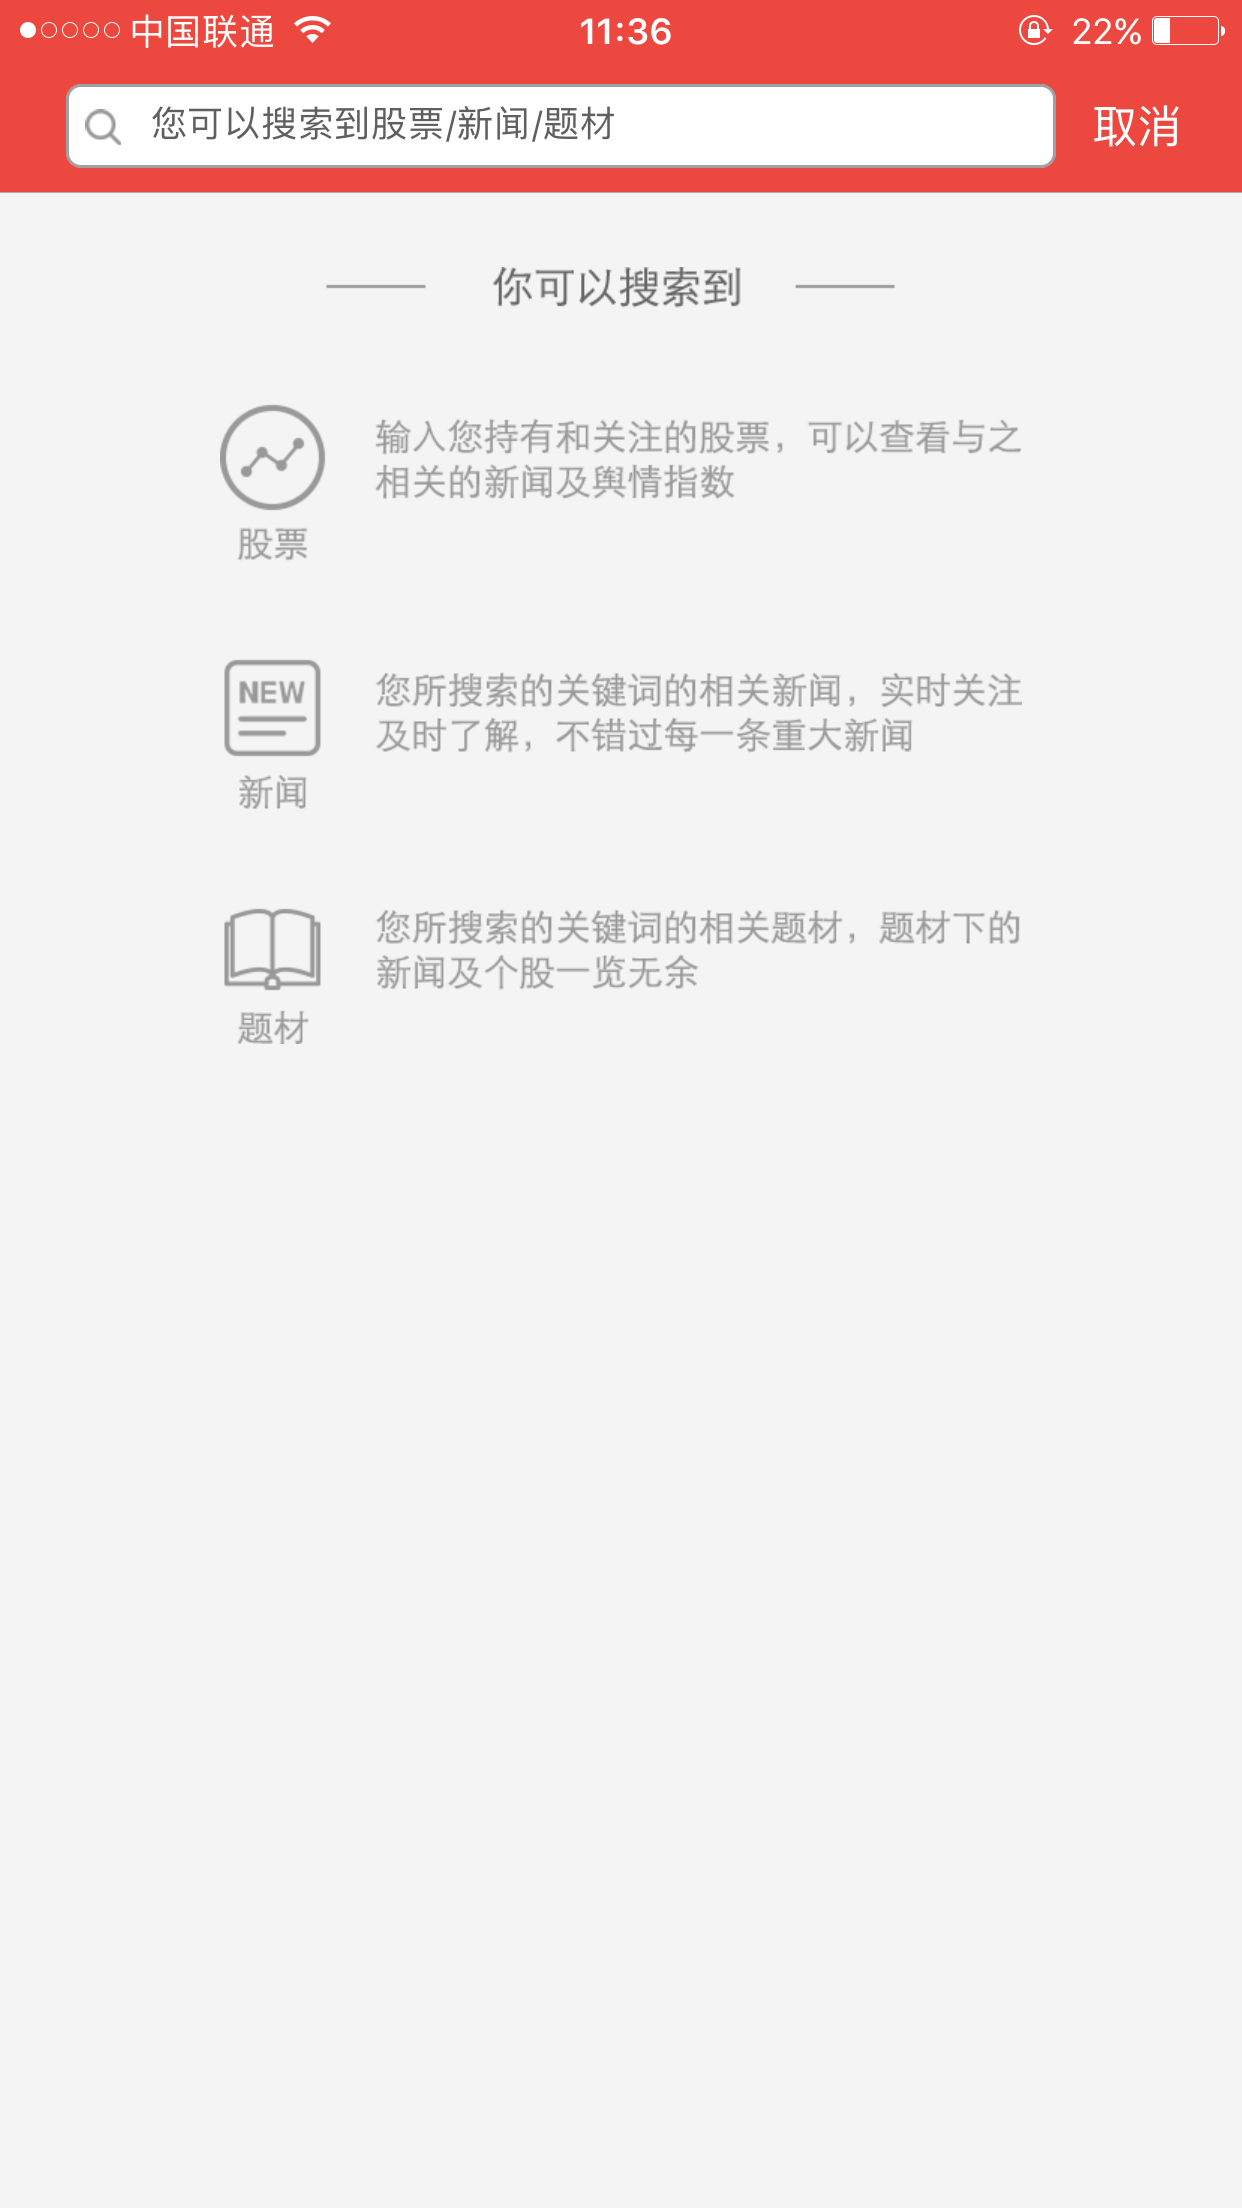 中国联通 11:36 22%
您可以搜索到股票/新闻/题材 取消
你可以搜索到
输入您持有和关注的股票，可以查看与之
相关的新闻及舆情指数
股票
NEW
您所搜索的关键词的相关新闻，实时关注
及时了解，不错过每一条重大新闻
新闻
您所搜索的关键词的相关题材，题材下的
新闻及个股一览无余
题材